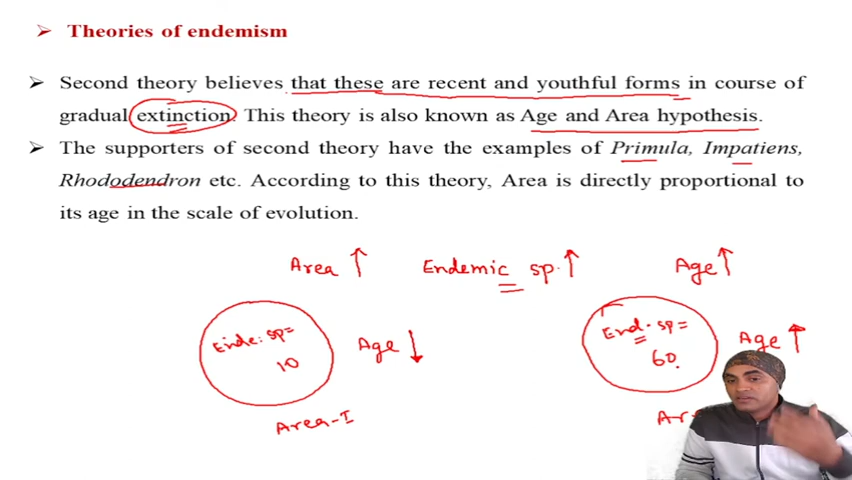 Theories of endemism
Second theory believes that these are recent and youthful forms in course of
gradual extinction. This theory is also known as Age and Area hypothesis.
The supporters of second theory have the examples of Primula, Impatiens,
Rhododendron etc. According to this theory, Area is directly proportional to
its age in the scale of evolution.
Area ↑ Endemic sp. ↑ Age ↑
Ende: sp= 10 Age ↓ End. sp= 60. Age ↑
Area-I